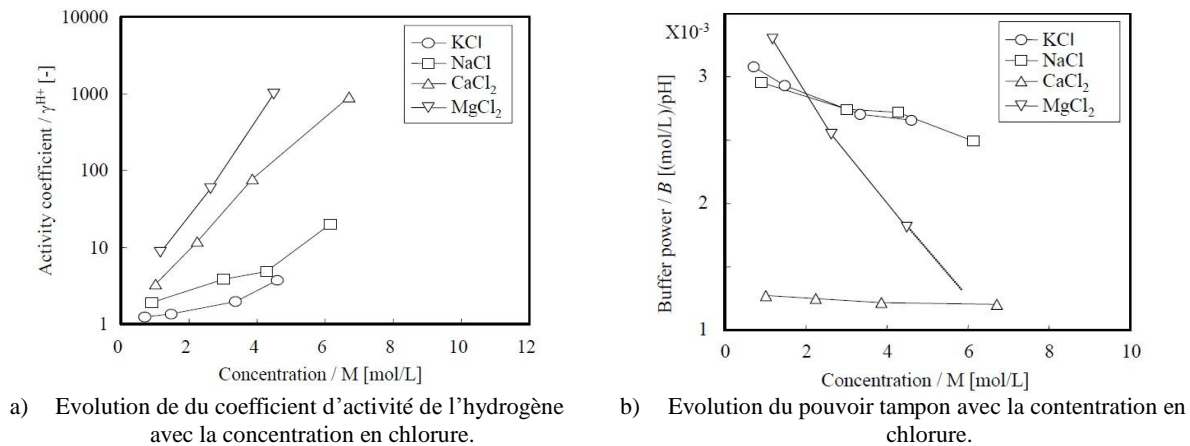 10000
1000
100
10
1
Activity coefficient / γ^H+ [-]
KCl
NaCl
CaCl₂
MgCl₂
0 2 4 6 8 10 12
Concentration / M [mol/L]
a) Evolution de du coefficient d'activité de l'hydrogène
avec la concentration en chlorure.
X10⁻³
3
2
1
Buffer power / B [(mol/L)/pH]
KCl
NaCl
CaCl₂
MgCl₂
0 2 4 6 8 10
Concentration / M [mol/L]
b) Evolution du pouvoir tampon avec la contentration en
chlorure.